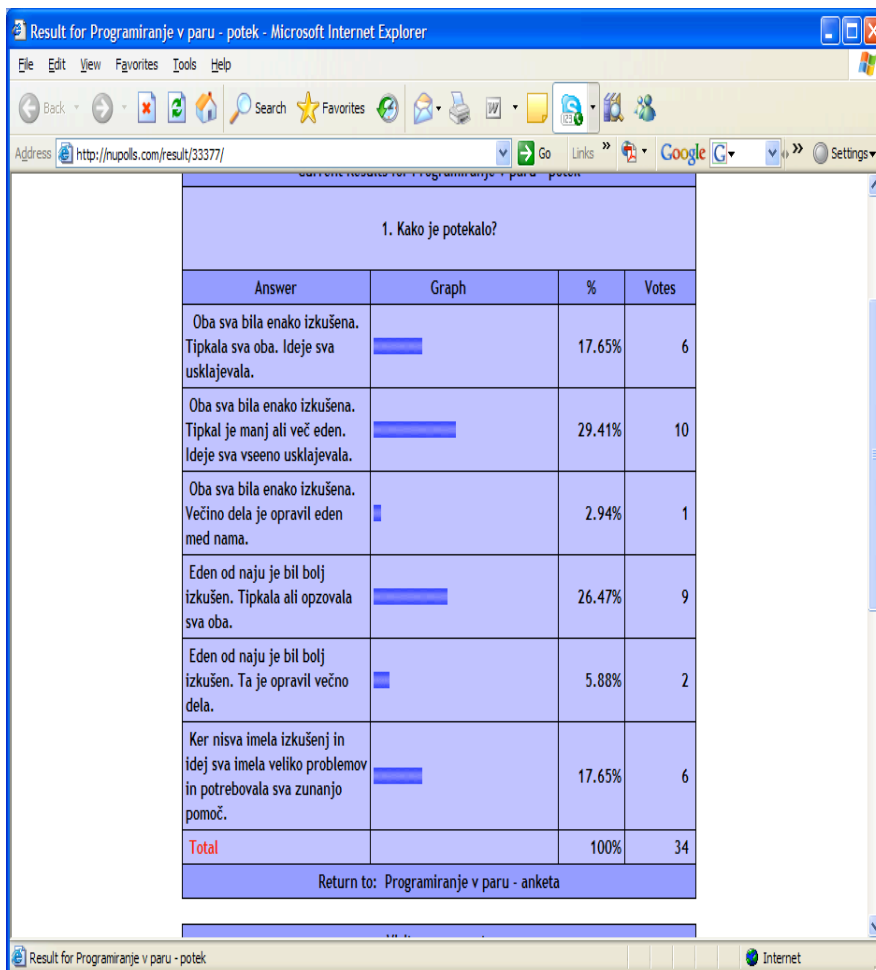 Result for Programiranje v paru - potek - Microsoft Internet Explorer
File Edit View Favorites Tools Help
Back Search Favorites
Address http://nupolls.com/result/33377/ Go Links » Google G Settings
Current Results for Programiranje v paru - potek
1. Kako je potekalo?
Answer Graph % Votes
Oba sva bila enako izkušena.
Tipkala sva oba. Ideje sva
usklajevala.
17.65% 6
Oba sva bila enako izkušena.
Tipkal je manj ali več eden.
Ideje sva vseeno usklajevala.
29.41% 10
Oba sva bila enako izkušena.
Večino dela je opravil eden
med nama.
2.94% 1
Eden od naju je bil bolj
izkušen. Tipkala ali opzovala
sva oba.
26.47% 9
Eden od naju je bil bolj
izkušen. Ta je opravil večno
dela.
5.88% 2
Ker nisva imela izkušenj in
idej sva imela veliko problemov
in potrebovala sva zunanjo
pomoč.
17.65% 6
Total 100% 34
Return to: Programiranje v paru - anketa
Result for Programiranje v paru - potek Internet